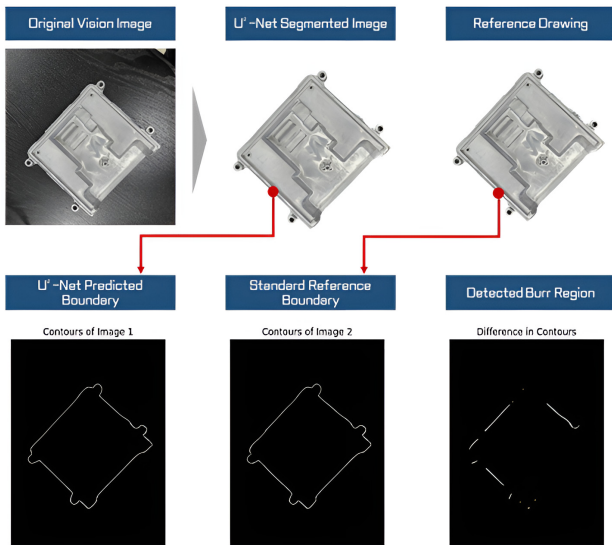 Original Vision Image
U²-Net Segmented Image
Reference Drawing
U²-Net Predicted
Boundary
Standard Reference
Boundary
Detected Burr Region
Contours of Image 1
Contours of Image 2
Difference in Contours